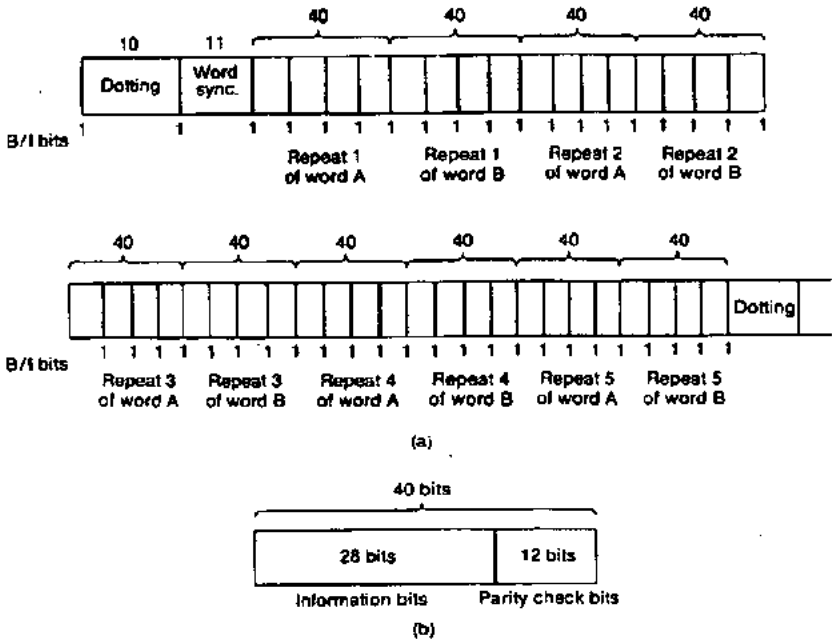 40 40 40 40
10 11
Dotting Word sync.
B/I bits 1 1 1 1 1 1 1 1 1 1 1 1 1 1 1 1 1 1 1
Repeat 1 of word A Repeat 1 of word B Repeat 2 of word A Repeat 2 of word B
40 40 40 40 40 40
Dotting
B/I bits 1 1 1 1 1 1 1 1 1 1 1 1 1 1 1 1 1 1 1 1 1 1 1 1
Repeat 3 of word A Repeat 3 of word B Repeat 4 of word A Repeat 4 of word B Repeat 5 of word A Repeat 5 of word B
(a)
40 bits
28 bits 12 bits
Information bits Parity check bits
(b)